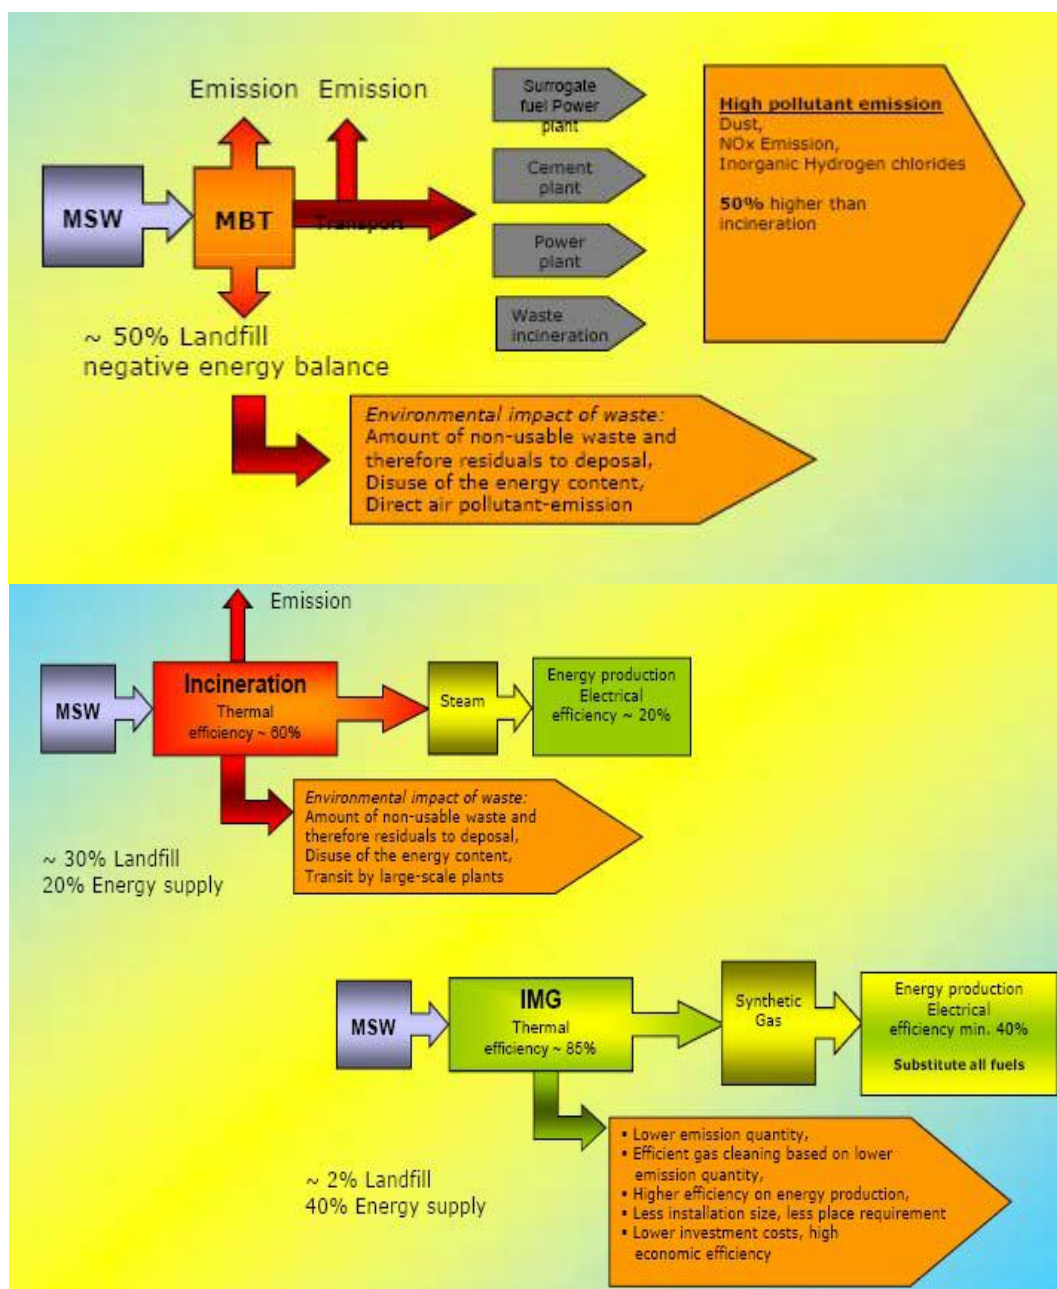 Emission
Emission
MSW
MBT
Transport
Surrogate
fuel Power
plant
Cement
plant
Power
plant
Waste
incineration
High pollutant emission
Dust,
NOx Emission,
Inorganic Hydrogen chlorides
50% higher than
incineration
~ 50% Landfill
negative energy balance
Environmental impact of waste:
Amount of non-usable waste and
therefore residuals to deposal,
Disuse of the energy content,
Direct air pollutant-emission
Emission
MSW
Incineration
Thermal
efficiency ~ 60%
Steam
Energy production
Electrical
efficiency ~ 20%
Environmental impact of waste:
Amount of non-usable waste and
therefore residuals to deposal,
Disuse of the energy content,
Transit by large-scale plants
~ 30% Landfill
20% Energy supply
MSW
IMG
Thermal
efficiency ~ 85%
Synthetic
Gas
Energy production
Electrical
efficiency min. 40%
Substitute all fuels
~ 2% Landfill
40% Energy supply
▪ Lower emission quantity,
▪ Efficient gas cleaning based on lower
emission quantity,
▪ Higher efficiency on energy production,
▪ Less installation size, less place requirement
▪ Lower investment costs, high
economic efficiency